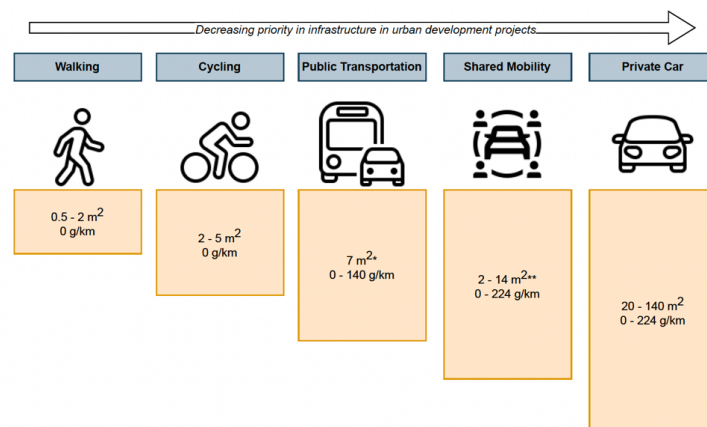 Decreasing priority in infrastructure in urban development projects
Walking
Cycling
Public Transportation
Shared Mobility
Private Car
0.5 - 2 m²
0 g/km
2 - 5 m²
0 g/km
7 m²*
0 - 140 g/km
2 - 14 m²**
0 - 224 g/km
20 - 140 m²
0 - 224 g/km